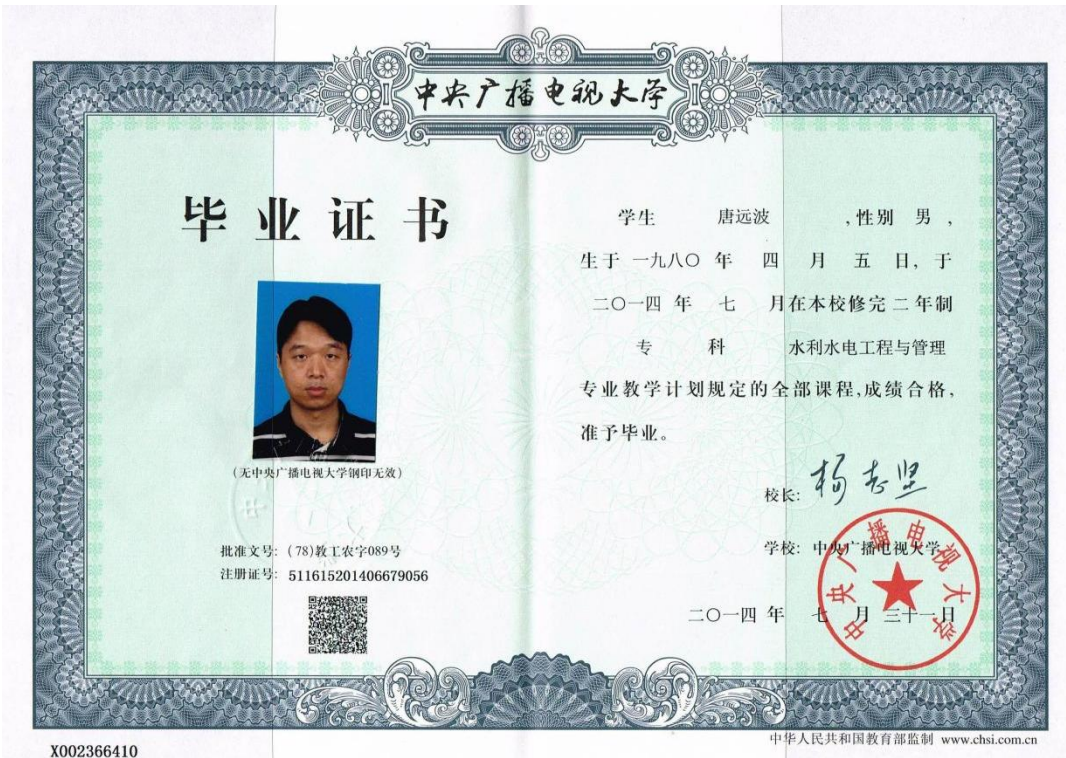 中央广播电视大学
毕业证书
(无中央广播电视大学钢印无效)
批准文号: (78)教工农字089号
注册证号: 511615201406679056
X002366410
学生 唐远波 ,性别 男 ,
生于 一九八〇 年 四 月 五 日, 于
二〇一四 年 七 月在本校修完 二 年制
专 科 水利水电工程与管理
专业教学计划规定的全部课程,成绩合格,
准予毕业。
校长: 杨志坚
学校: 中央广播电视大学
二〇一四 年 七 月 三十一日
中央广播电视大学
中华人民共和国教育部监制 www.chsi.com.cn